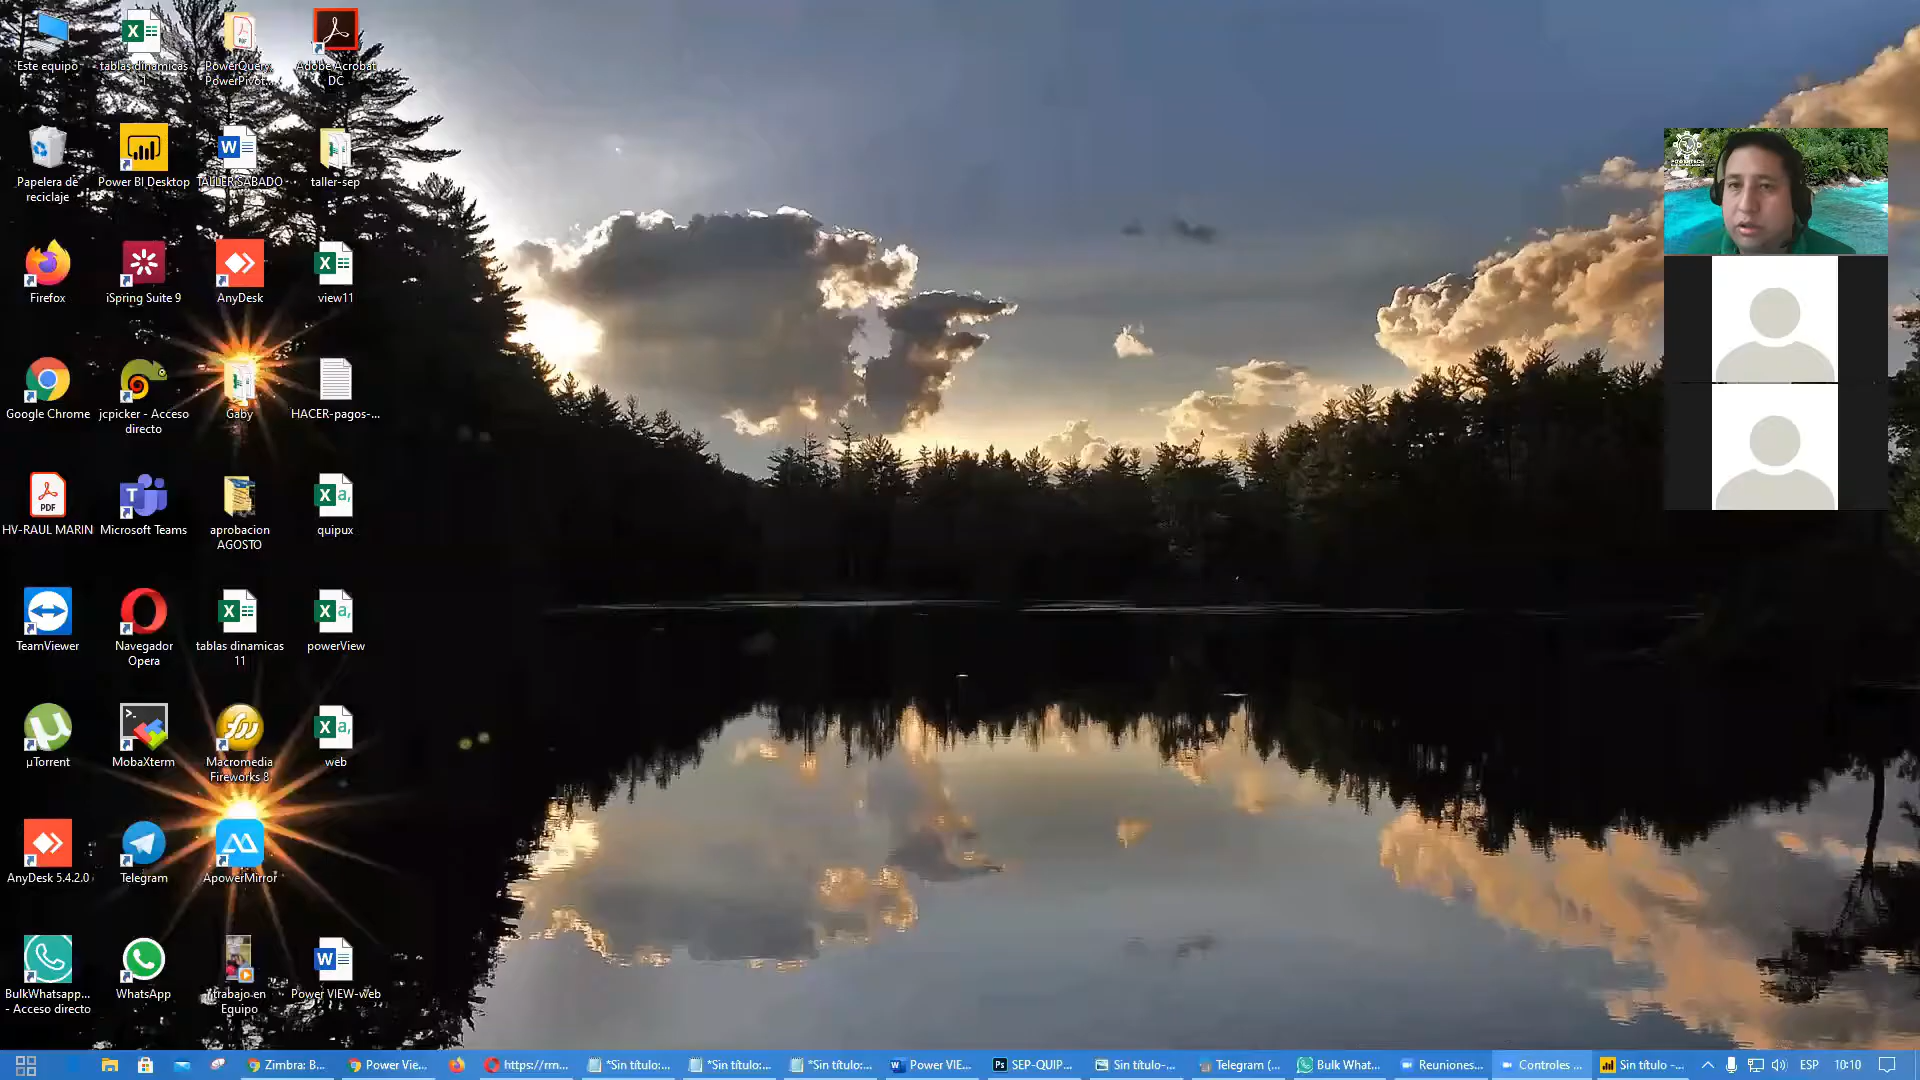 Este equipo
tablas dinamicas
1
PowerQuery,
PowerPivot...
Adobe Acrobat
DC
Papelera de
reciclaje
Power BI Desktop
TALLER SABADO
taller-sep
Firefox
iSpring Suite 9
AnyDesk
view11
Google Chrome
jcpicker - Acceso
directo
Gaby
HACER-pagos-...
PDF
HV-RAUL MARIN
Microsoft Teams
aprobacion
AGOSTO
quipux
TeamViewer
Navegador
Opera
tablas dinamicas
11
powerView
µTorrent
MobaXterm
Macromedia
Fireworks 8
web
AnyDesk 5.4.2.0
Telegram
ApowerMirror
BulkWhatsapp...
- Acceso directo
WhatsApp
trabajo en
Equipo
Power VIEW-web
Zimbra: B...
Power Vie...
https://rm...
*Sin título:...
*Sin título:...
*Sin título:...
Power VIE...
SEP-QUIP...
Sin título-...
Telegram (...
Bulk What...
Reuniones...
Controles ...
Sin título -...
ESP
10:10